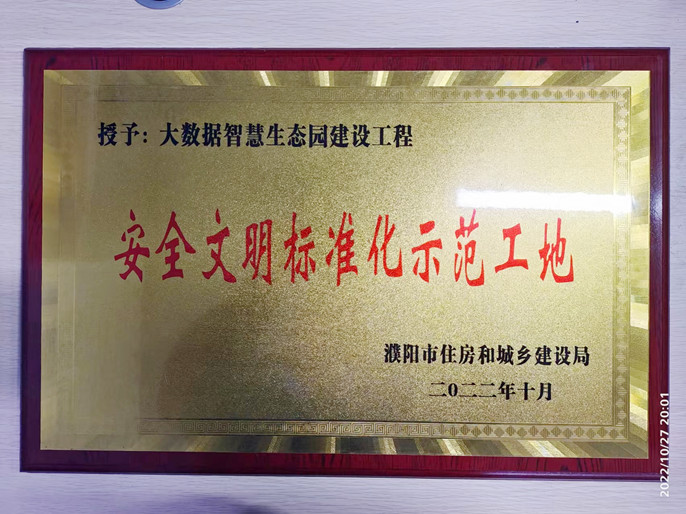 授予：大数据智慧生态园建设工程
安全文明标准化示范工地
濮阳市住房和城乡建设局
二〇二二年十月
2022/10/27 20:01